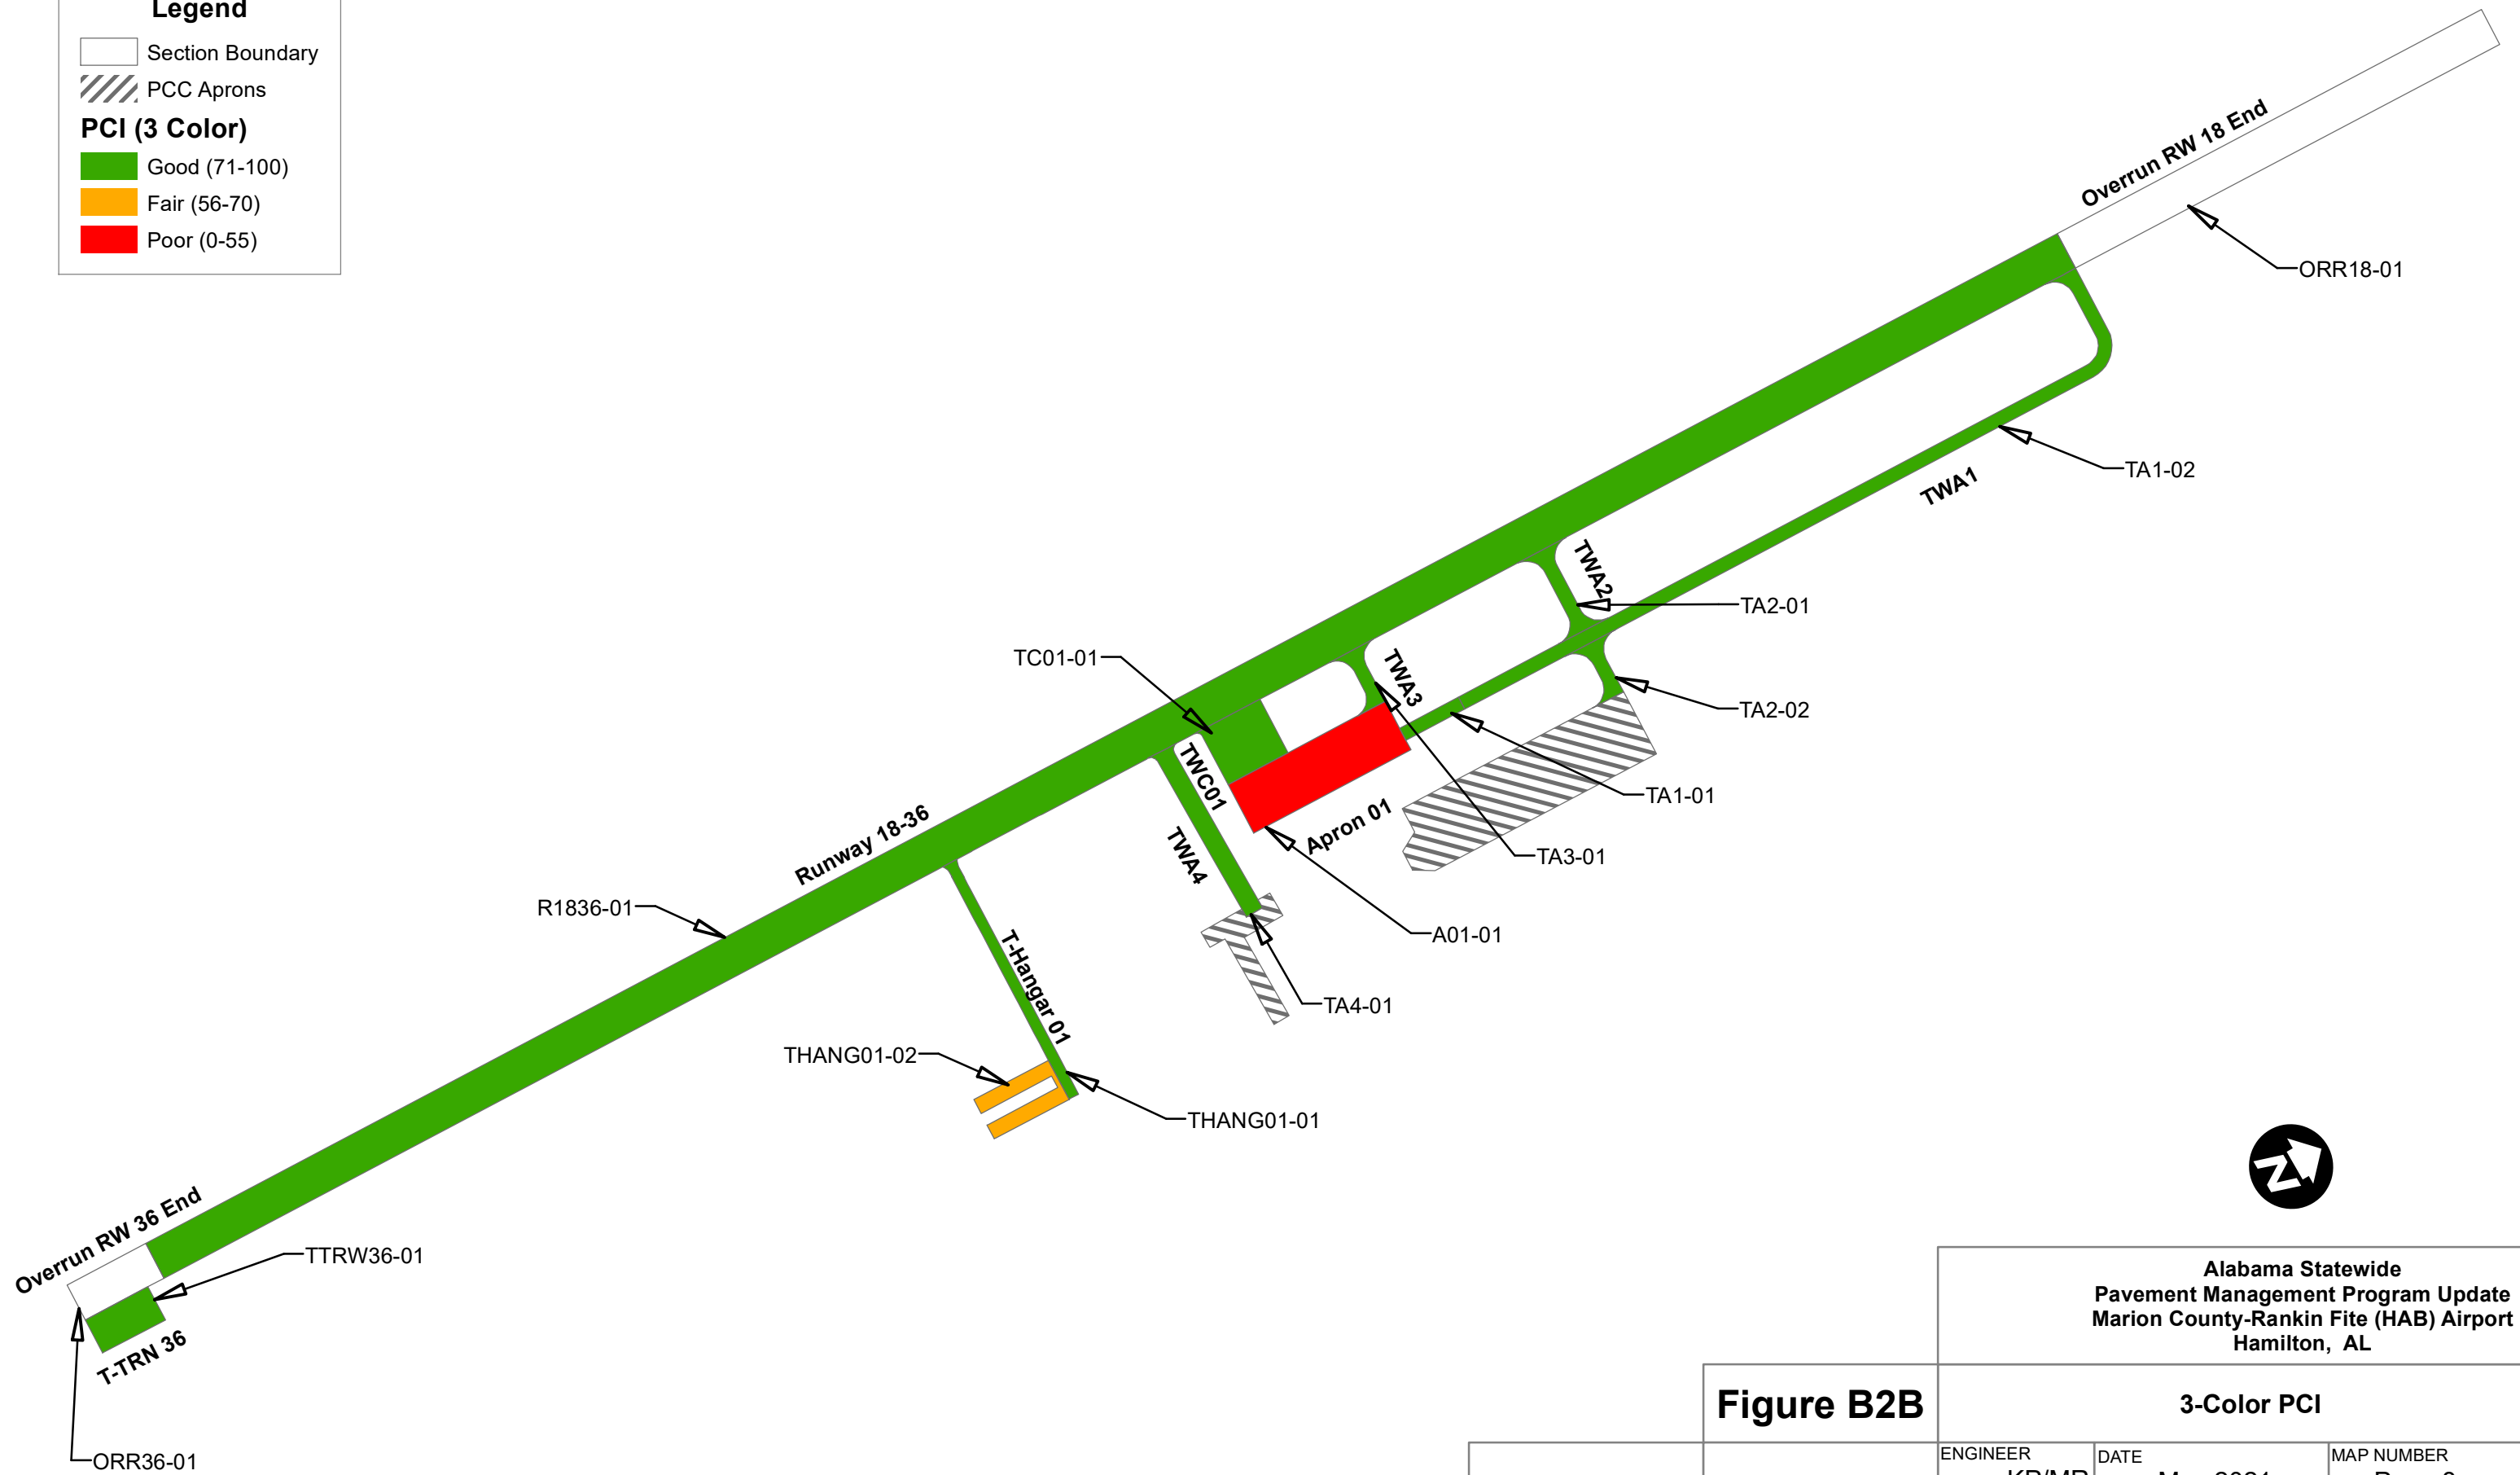 Legend
Section Boundary
PCC Aprons
PCI (3 Color)
Good (71-100)
Fair (56-70)
Poor (0-55)
Overrun RW 18 End
ORR18-01
TA1-02
TWA1
TWA2
TA2-01
TC01-01
TWA3
TA2-02
TWC01
TA1-01
Apron 01
Runway 18-36
TWA4
TA3-01
R1836-01
A01-01
T-Hangar 01
TA4-01
THANG01-02
THANG01-01
Overrun RW 36 End
TTRW36-01
T-TRN 36
ORR36-01
N
Alabama Statewide
Pavement Management Program Update
Marion County-Rankin Fite (HAB) Airport
Hamilton, AL
Figure B2B
3-Color PCI
ENGINEER
DATE
MAP NUMBER